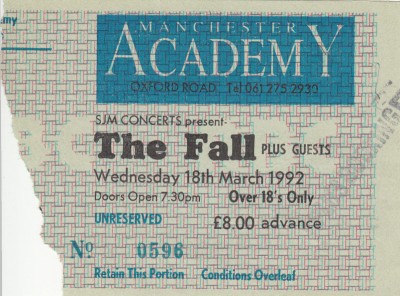 my
MANCHESTER
ACADEMY
OXFORD ROAD Tel 061 275 2930
SJM CONCERTS present-
The Fall PLUS GUESTS
Wednesday 18th March 1992
Doors Open 7.30pm Over 18's Only
UNRESERVED £8.00 advance
No 0596
Retain This Portion Conditions Overleaf